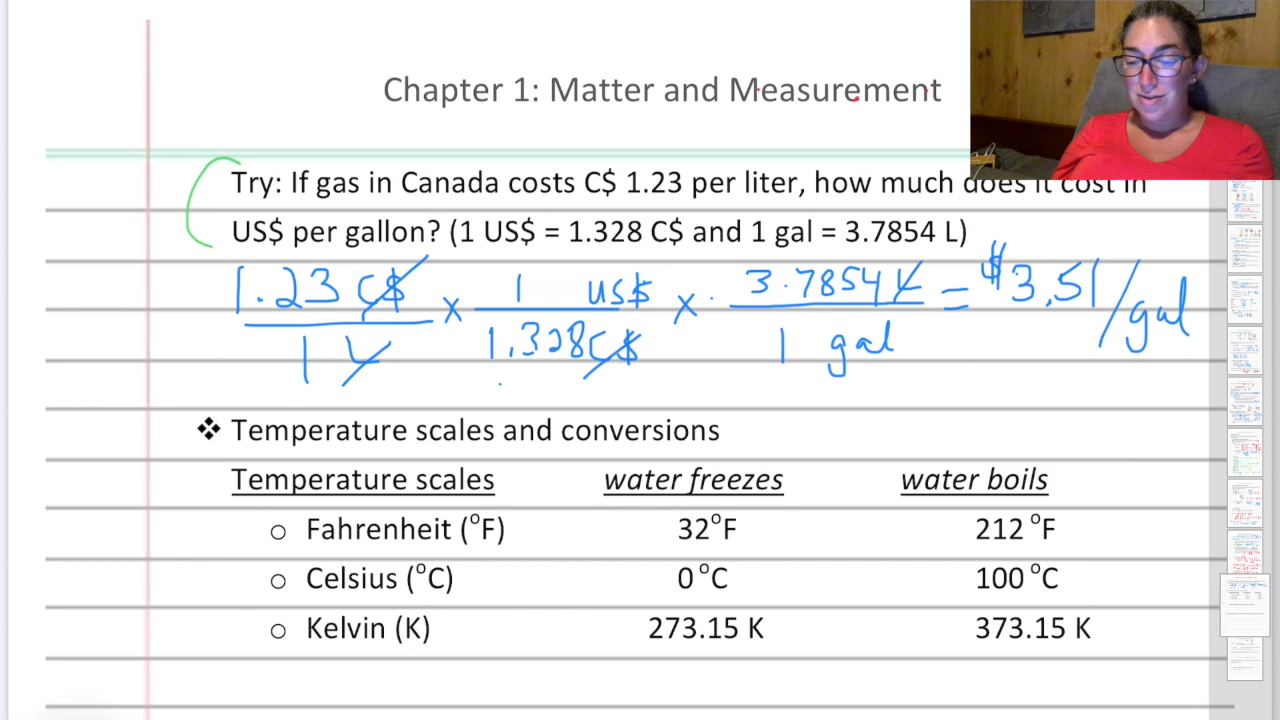 Chapter 1: Matter and Measurement
Try: If gas in Canada costs C$ 1.23 per liter, how much does it cost in
US$ per gallon? (1 US$ = 1.328 C$ and 1 gal = 3.7854 L)
1.23 C$ / 1 L × 1 US$ / 1.328 C$ × 3.7854 L / 1 gal = $3.51/gal
❖ Temperature scales and conversions
Temperature scales water freezes water boils
o Fahrenheit (°F) 32°F 212 °F
o Celsius (°C) 0 °C 100 °C
o Kelvin (K) 273.15 K 373.15 K